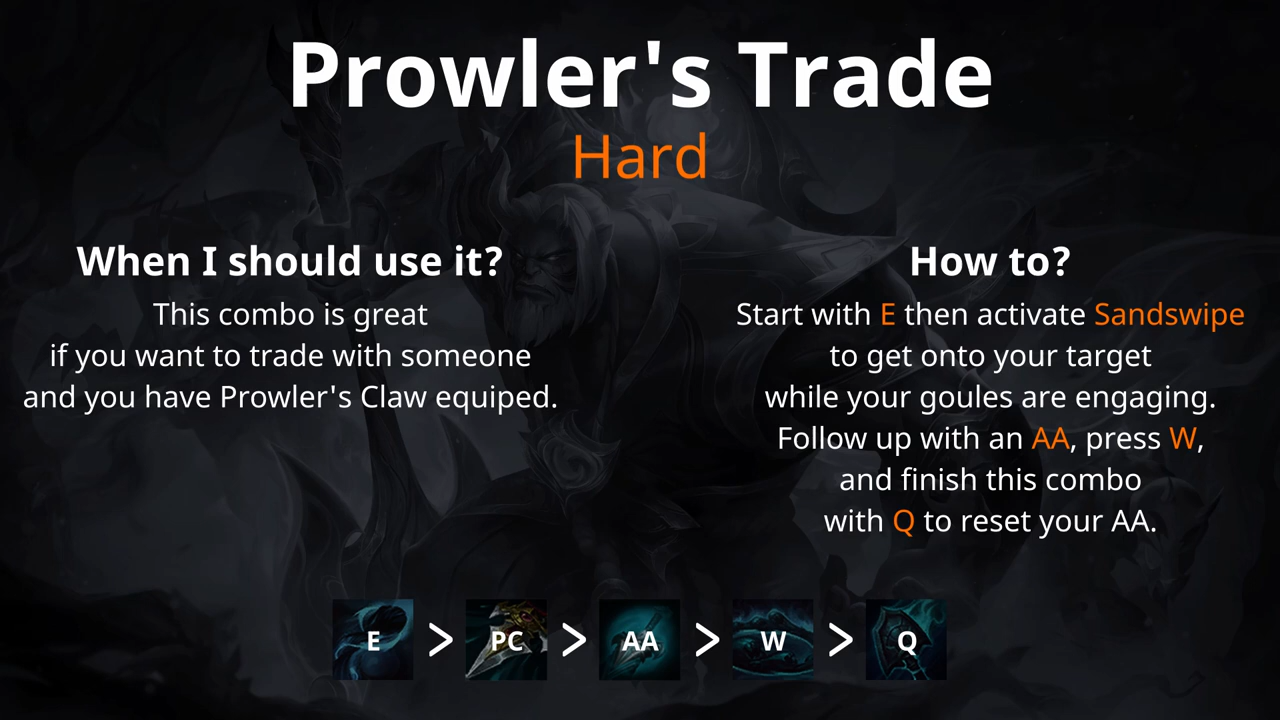 Prowler's Trade
Hard
When I should use it?
This combo is great
if you want to trade with someone
and you have Prowler's Claw equiped.
How to?
Start with E then activate Sandswipe
to get onto your target
while your goules are engaging.
Follow up with an AA, press W,
and finish this combo
with Q to reset your AA.
E > PC > AA > W > Q